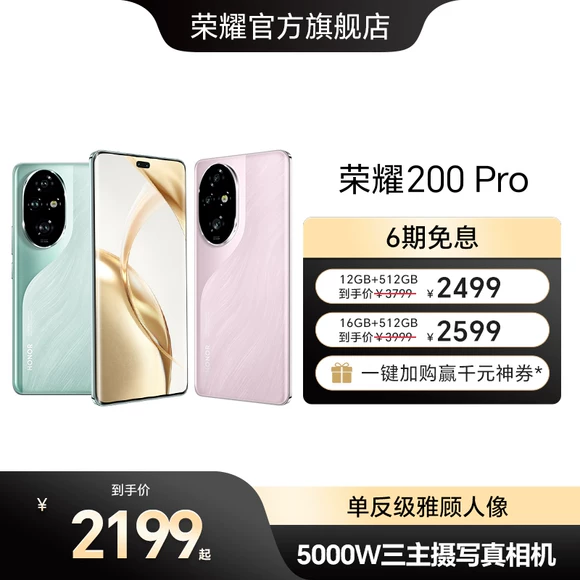 荣耀官方旗舰店
荣耀200 Pro
6期免息
12GB+512GB
到手价¥3799 ¥2499
16GB+512GB
到手价¥3999 ¥2599
一键加购赢千元神券*
HONOR
HONOR
到手价
¥2199起
单反级雅顾人像
5000W三主摄写真相机